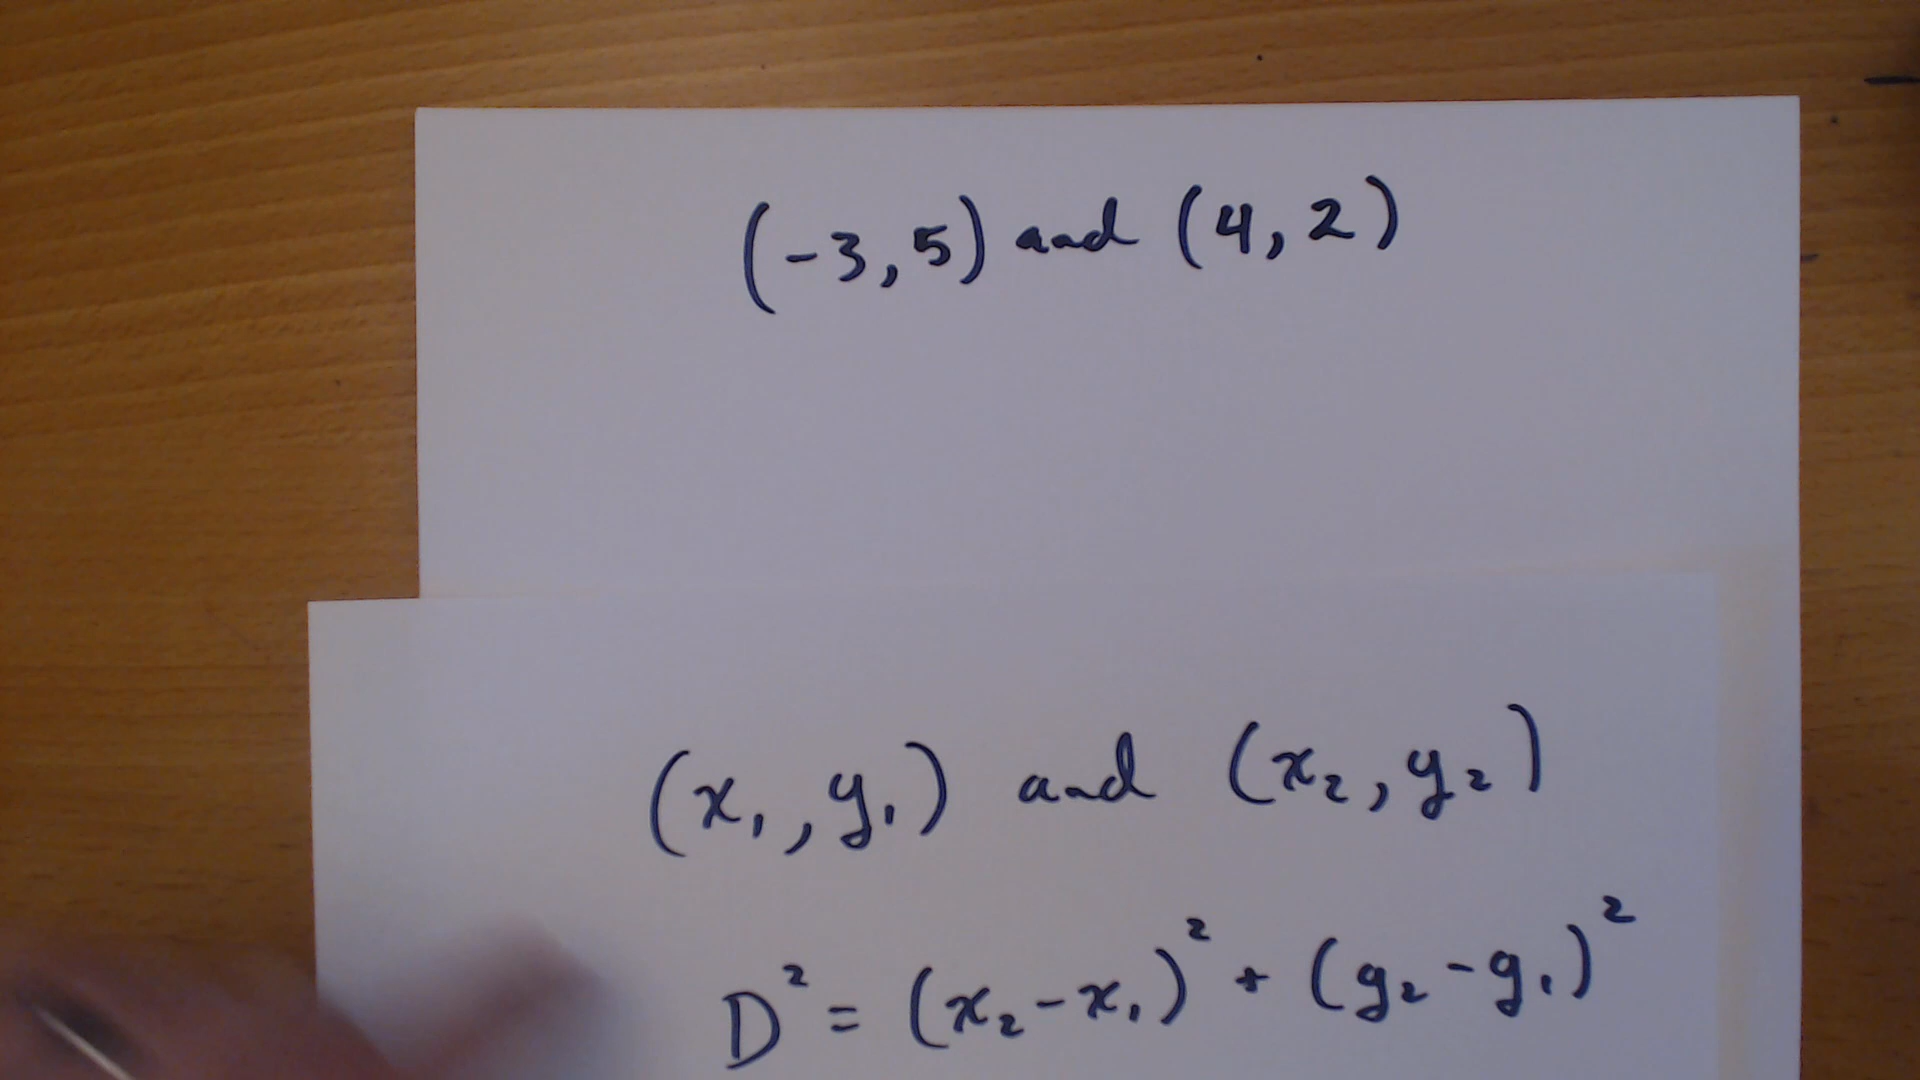 (-3,5) and (4,2)
(x₁,y₁) and (x₂,y₂)
D² = (x₂-x₁)² + (y₂-y₁)²